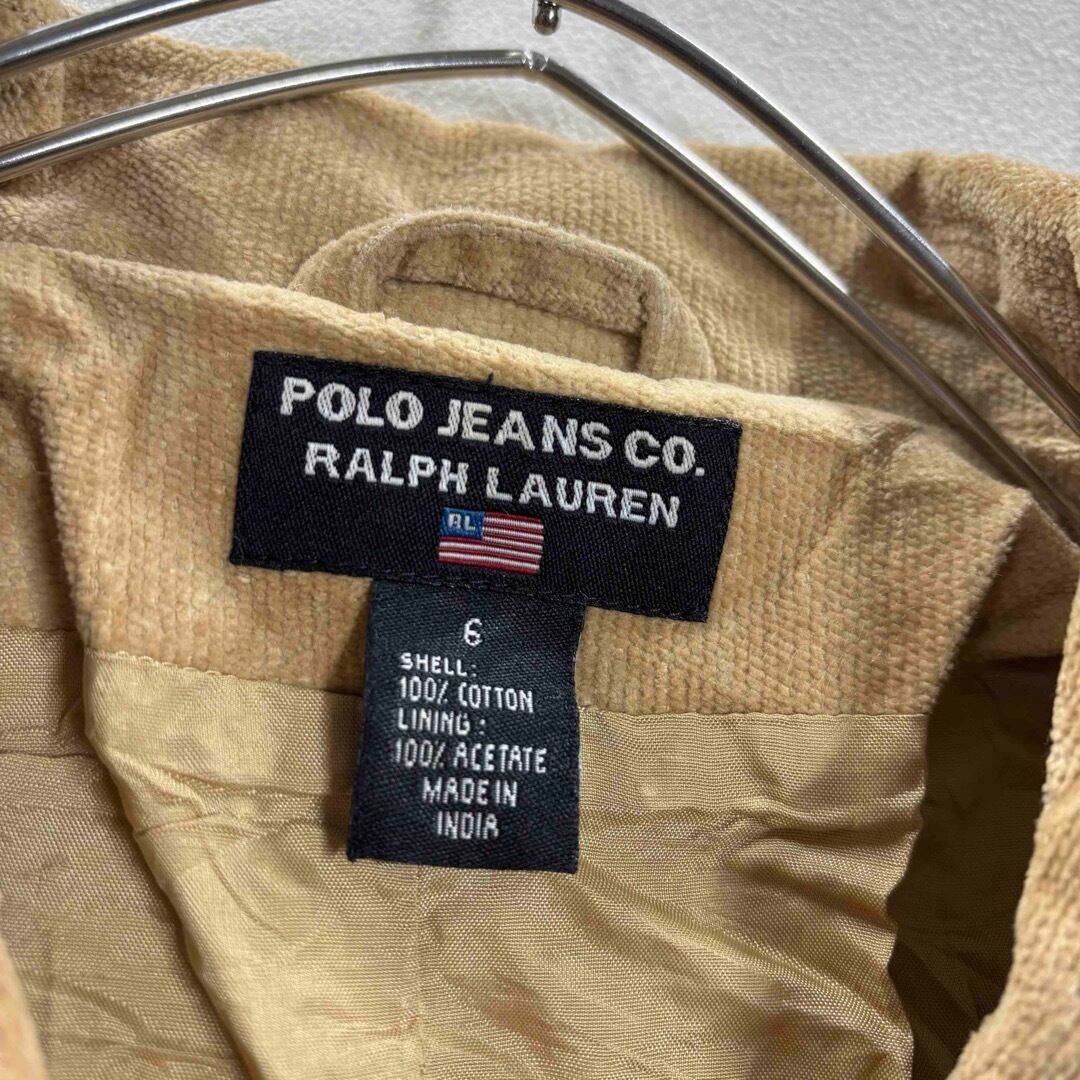 POLO JEANS CO.
RALPH LAUREN
RL
6
SHELL:
100% COTTON
LINING:
100% ACETATE
MADE IN
INDIA